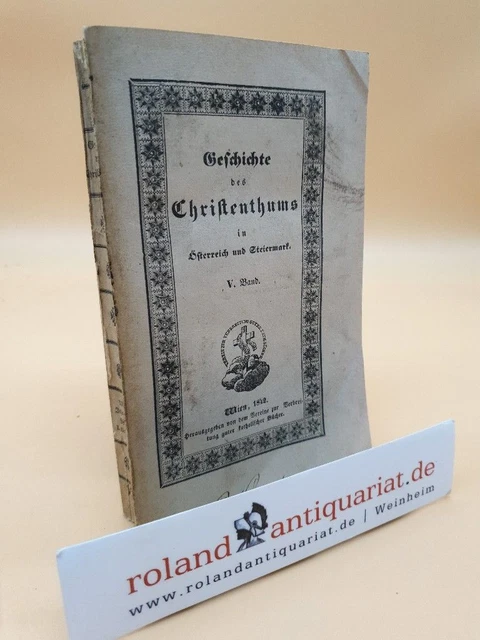 Geschichte
des
Christenthums
in
Österreich und Steiermark.
V. Band.
Wien, 1842.
Herausgegeben von dem Vereine zur Verbrei-
tung guter katholischer Bücher.
roland antiquariat.de
www.rolandantiquariat.de | Weinheim